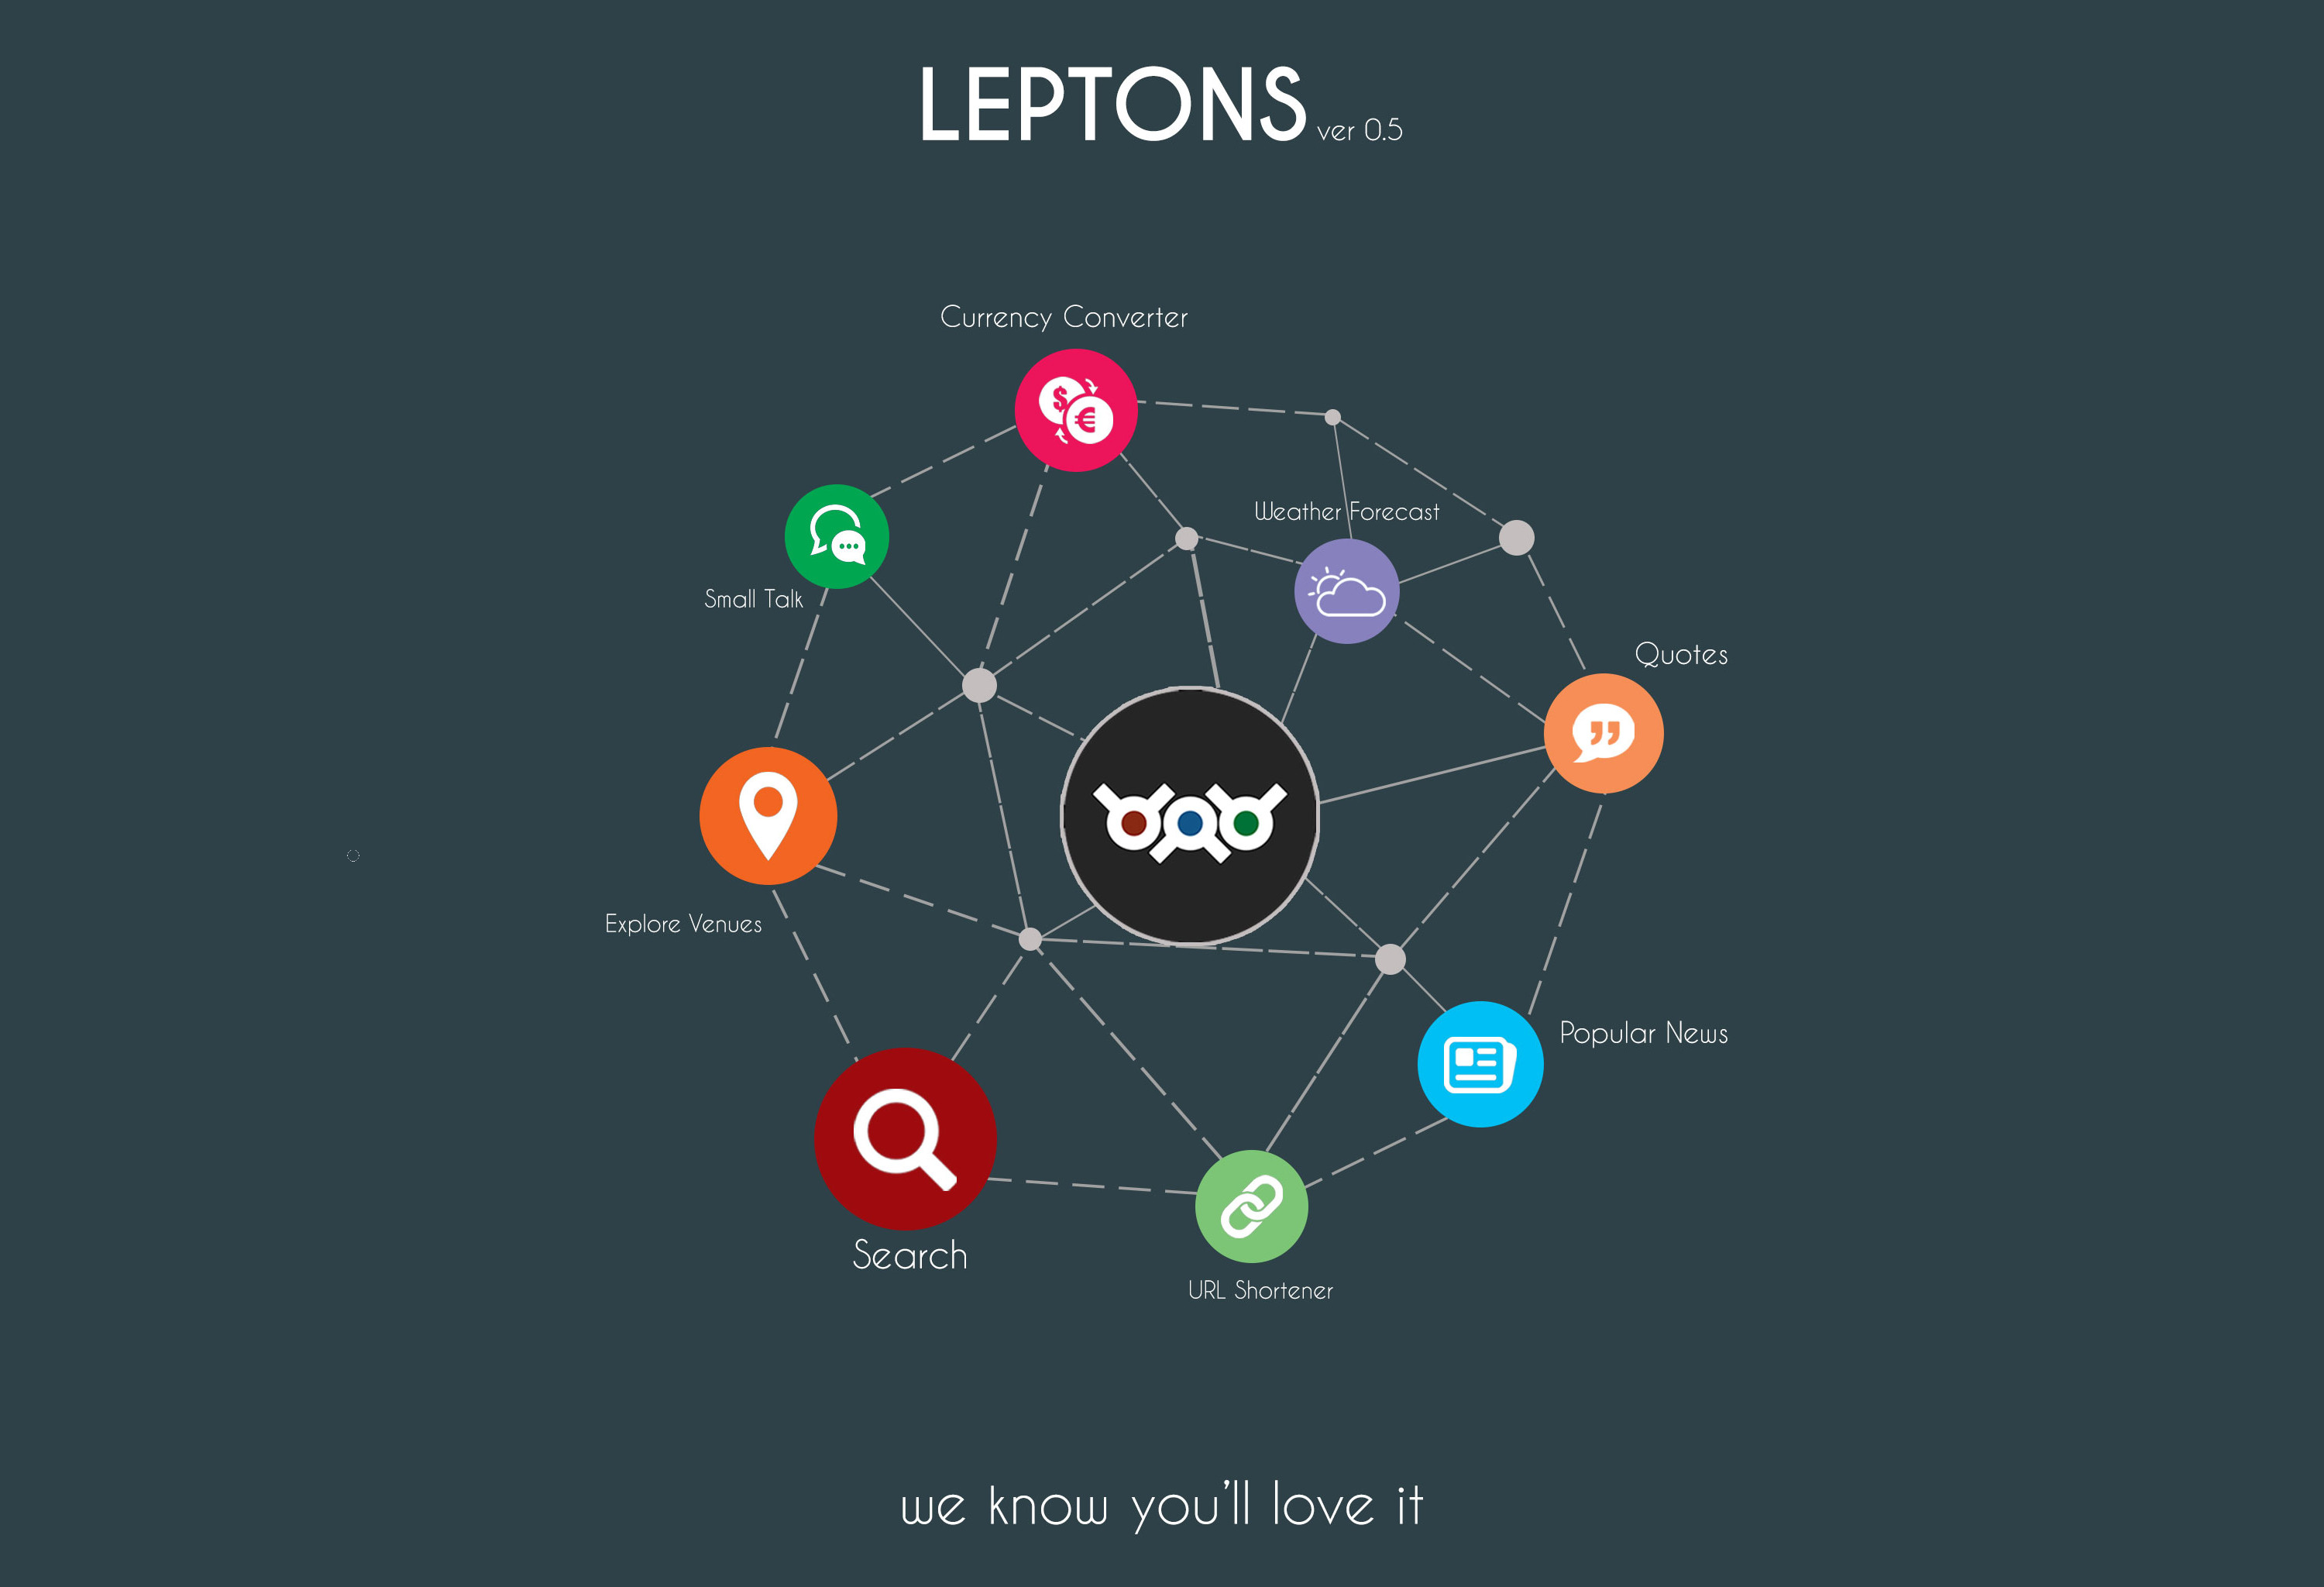 LEPTONS ver 0.5
Currency Converter
Weather Forecast
Small Talk
Quotes
Explore Venues
Popular News
Search
URL Shortener
we know you'll love it